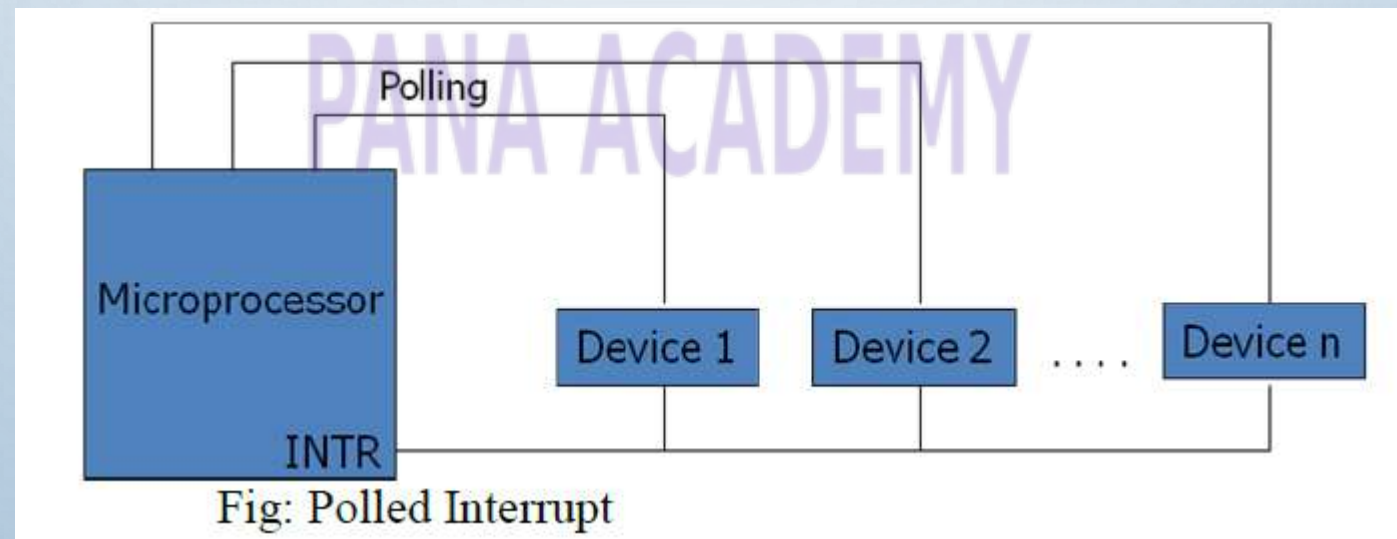 PANA ACADEMY
Polling
Microprocessor
Device 1
Device 2
. . . .
Device n
INTR
Fig: Polled Interrupt